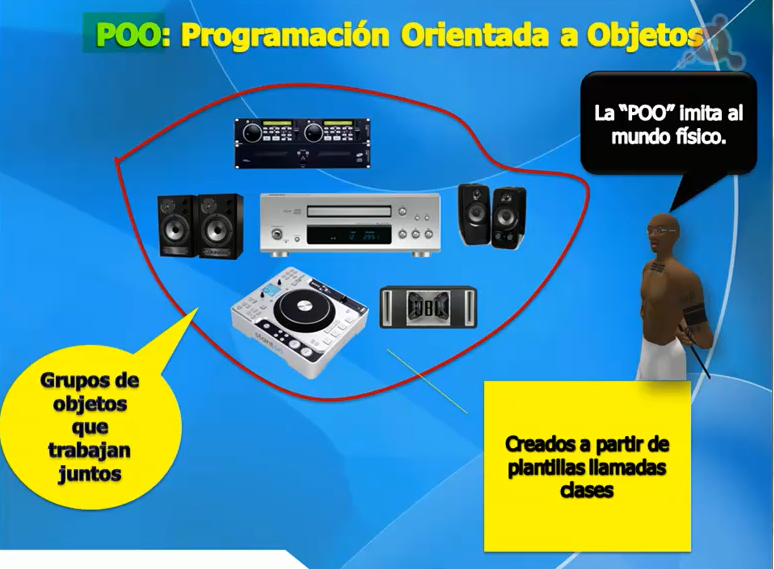 POO: Programación Orientada a Objetos
La "POO" imita al
mundo físico.
JBL
Grupos de
objetos
que
trabajan
juntos
Creados a partir de
plantillas llamadas
clases